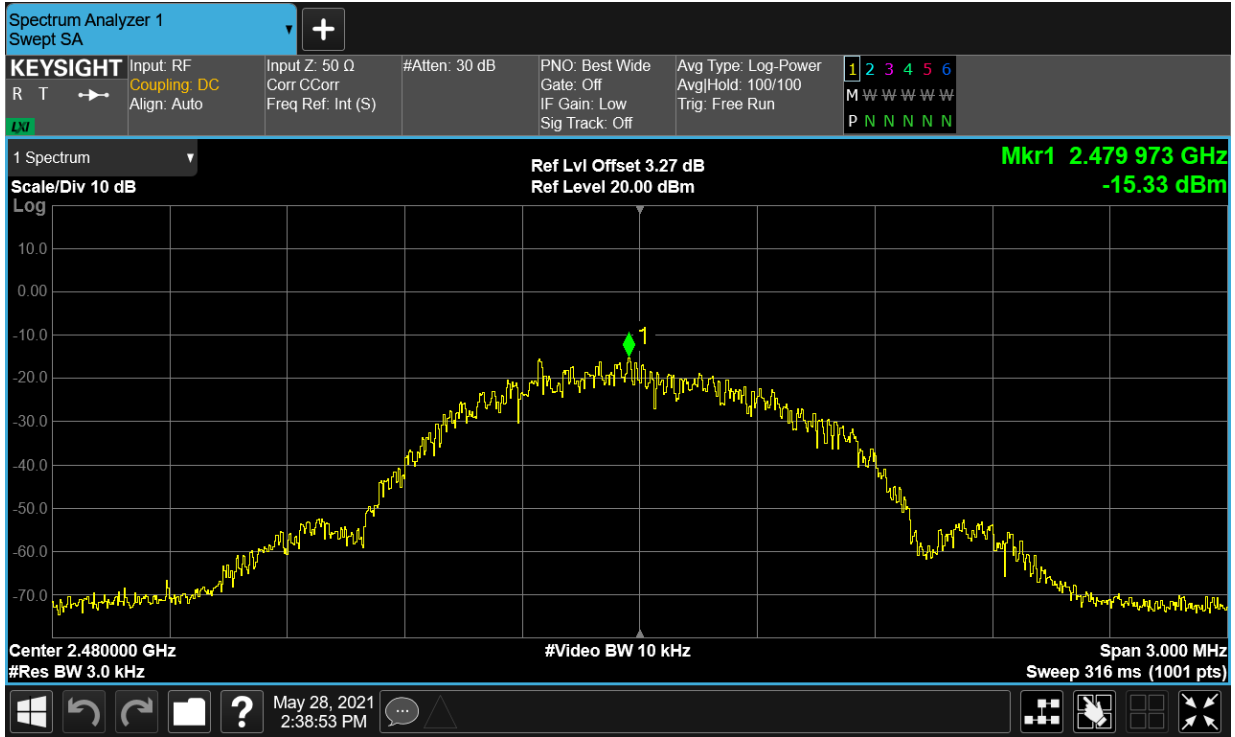 Spectrum Analyzer 1
Swept SA
+
KEYSIGHT
R T
LXI
Input: RF
Coupling: DC
Align: Auto
Input Z: 50 Ω
Corr CCorr
Freq Ref: Int (S)
#Atten: 30 dB
PNO: Best Wide
Gate: Off
IF Gain: Low
Sig Track: Off
Avg Type: Log-Power
Avg|Hold: 100/100
Trig: Free Run
1 2 3 4 5 6
M W W W W W
P N N N N N
1 Spectrum
Scale/Div 10 dB
Log
Ref Lvl Offset 3.27 dB
Ref Level 20.00 dBm
Mkr1 2.479 973 GHz
-15.33 dBm
10.0
0.00
-10.0
-20.0
-30.0
-40.0
-50.0
-60.0
-70.0
1
Center 2.480000 GHz
#Res BW 3.0 kHz
#Video BW 10 kHz
Span 3.000 MHz
Sweep 316 ms (1001 pts)
?
May 28, 2021
2:38:53 PM